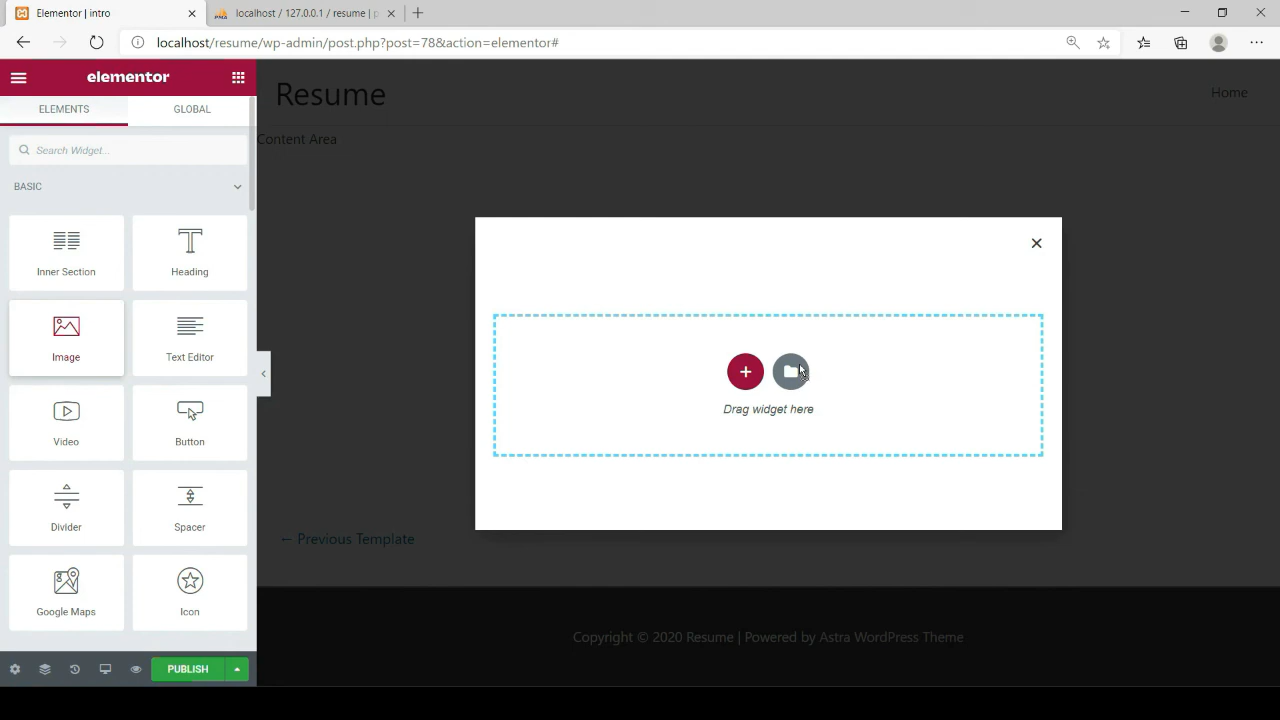 Elementor | intro
localhost / 127.0.0.1 / resume | p
localhost/resume/wp-admin/post.php?post=78&action=elementor#
elementor
ELEMENTS
GLOBAL
Search Widget...
BASIC
Inner Section
Heading
Image
Text Editor
Video
Button
Divider
Spacer
Google Maps
Icon
PUBLISH
Resume
Home
Content Area
Drag widget here
← Previous Template
Copyright © 2020 Resume | Powered by Astra WordPress Theme